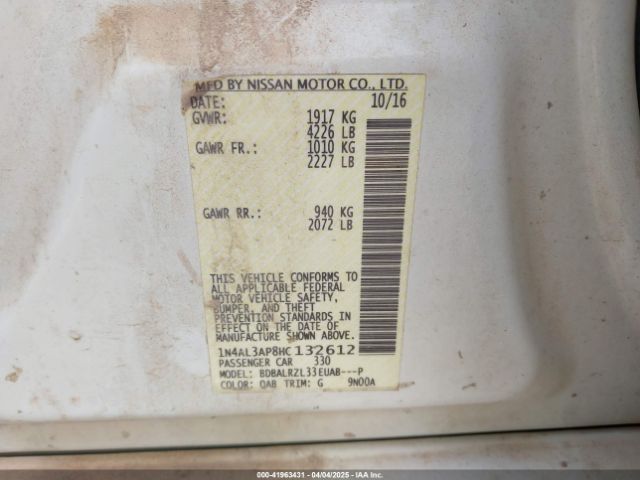 MFD BY NISSAN MOTOR CO., LTD.
DATE: 10/16
GVWR: 1917 KG
4226 LB
GAWR FR.: 1010 KG
2227 LB
GAWR RR.: 940 KG
2072 LB
THIS VEHICLE CONFORMS TO
ALL APPLICABLE FEDERAL
MOTOR VEHICLE SAFETY,
BUMPER, AND THEFT
PREVENTION STANDARDS IN
EFFECT ON THE DATE OF
MANUFACTURE SHOWN ABOVE.
1N4AL3AP8HC132612
PASSENGER CAR 330
MODEL: BDBALRZL33EUA8---P
COLOR: QAB TRIM: G 9N00A
000-41963431 - 04/04/2025 - IAA Inc.